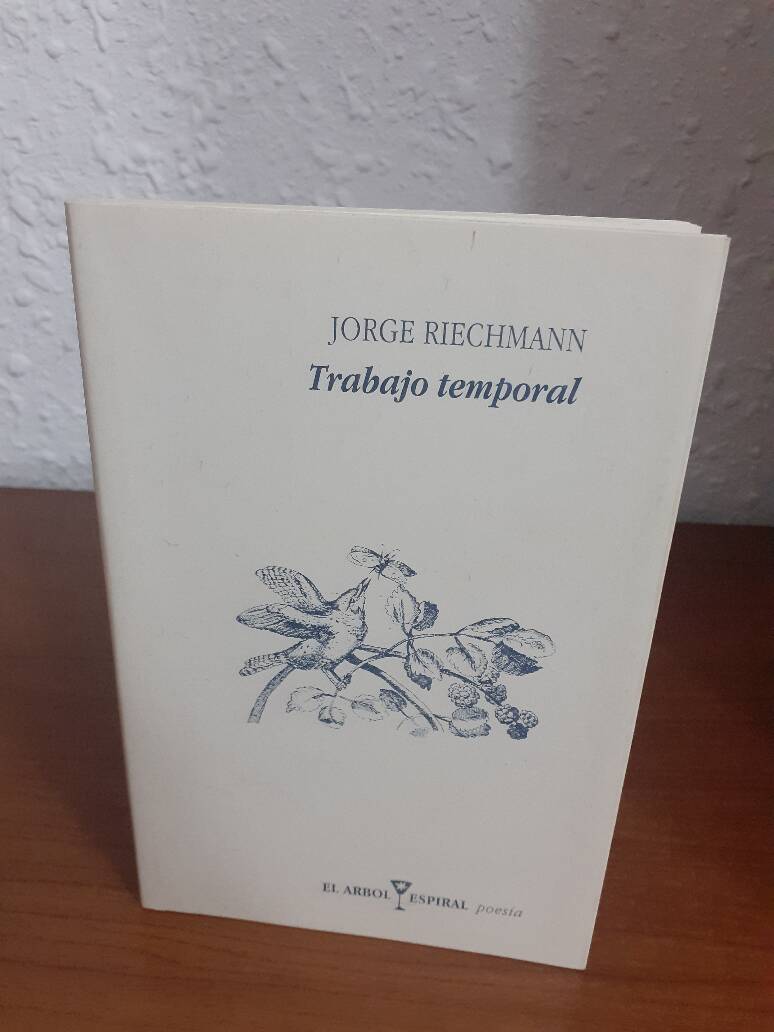 JORGE RIECHMANN
Trabajo temporal
EL ARBOL ESPIRAL poesía